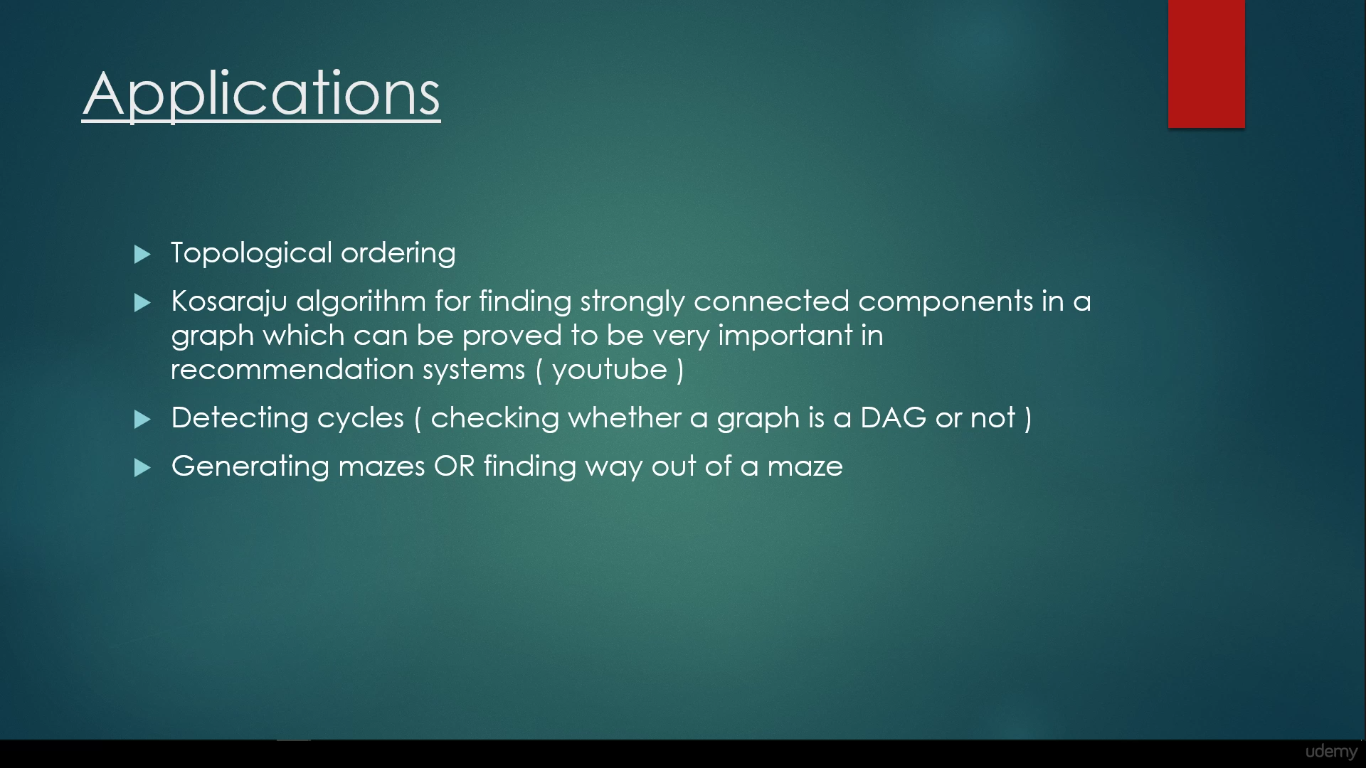 Applications
Topological ordering
Kosaraju algorithm for finding strongly connected components in a
graph which can be proved to be very important in
recommendation systems ( youtube )
Detecting cycles ( checking whether a graph is a DAG or not )
Generating mazes OR finding way out of a maze
udemy